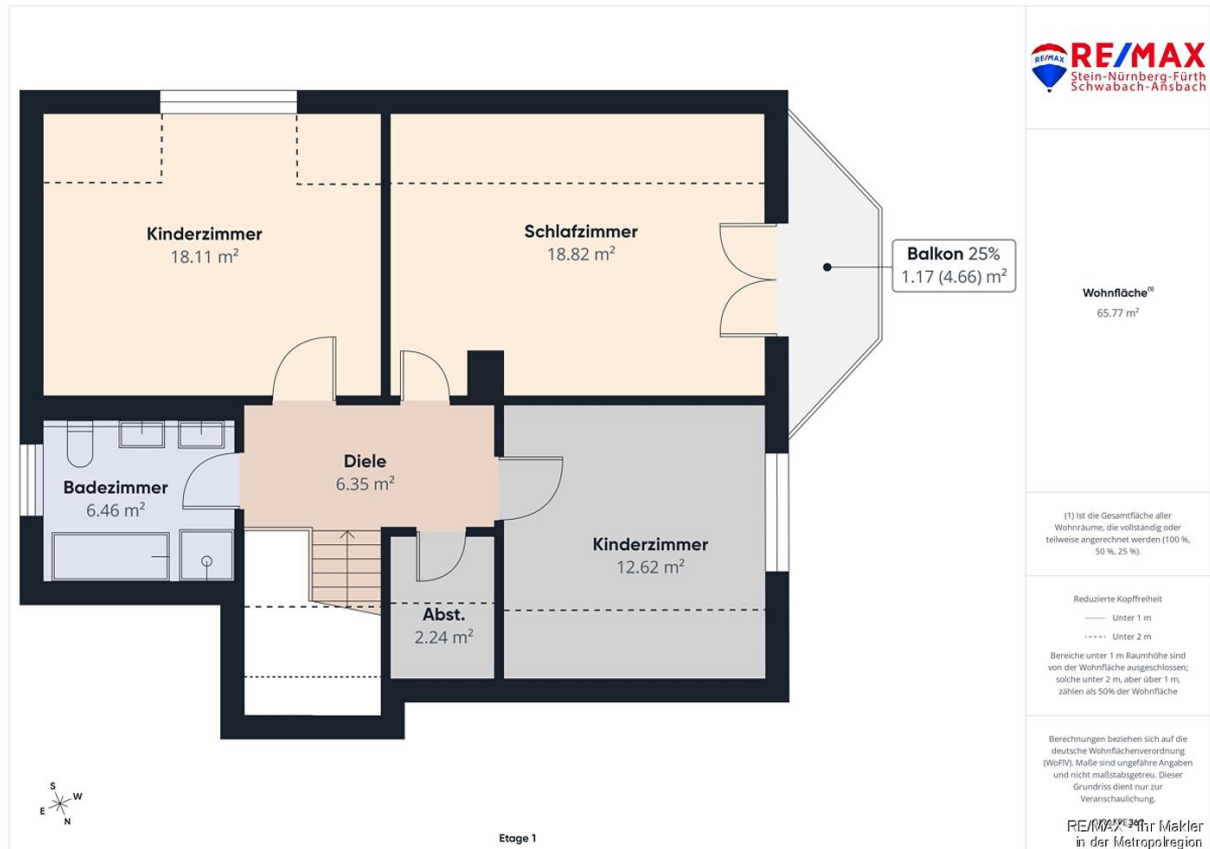 RE/MAX
RE/MAX
Stein-Nürnberg-Fürth
Schwabach-Ansbach
Kinderzimmer
18.11 m²
Schlafzimmer
18.82 m²
Balkon 25%
1.17 (4.66) m²
Wohnfläche⁽¹⁾
65.77 m²
Diele
6.35 m²
Badezimmer
6.46 m²
Kinderzimmer
12.62 m²
Abst.
2.24 m²
(1) Ist die Gesamtfläche aller
Wohnräume, die vollständig oder
teilweise angerechnet werden (100 %,
50 %, 25 %).
Reduzierte Kopffreiheit
Unter 1 m
Unter 2 m
Bereiche unter 1 m Raumhöhe sind
von der Wohnfläche ausgeschlossen;
solche unter 2 m, aber über 1 m,
zählen als 50% der Wohnfläche
Berechnungen beziehen sich auf die
deutsche Wohnflächenverordnung
(WoFlV). Maße sind ungefähre Angaben
und nicht maßstabsgetreu. Dieser
Grundriss dient nur zur
Veranschaulichung.
S
W
E
N
Etage 1
RE/MAX - Ihr Makler
in der Metropolregion